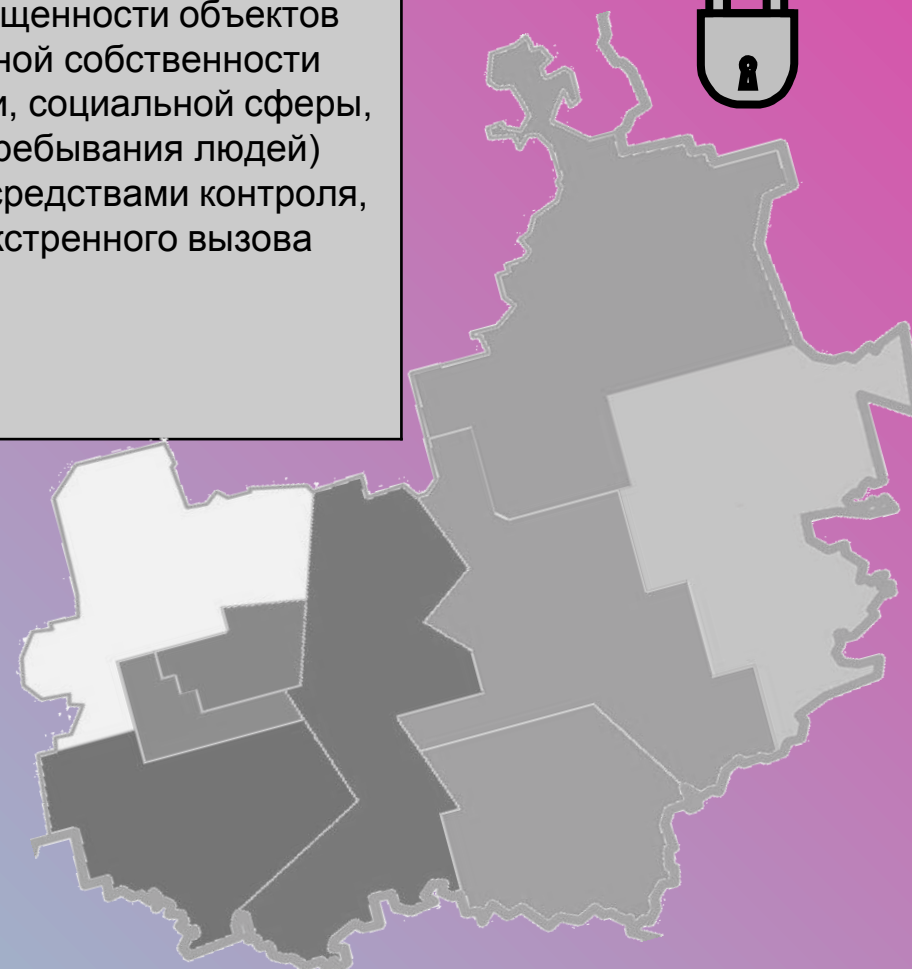 щенности объектов
ной собственности
и, социальной сферы,
ребывания людей)
средствами контроля,
кстренного вызова